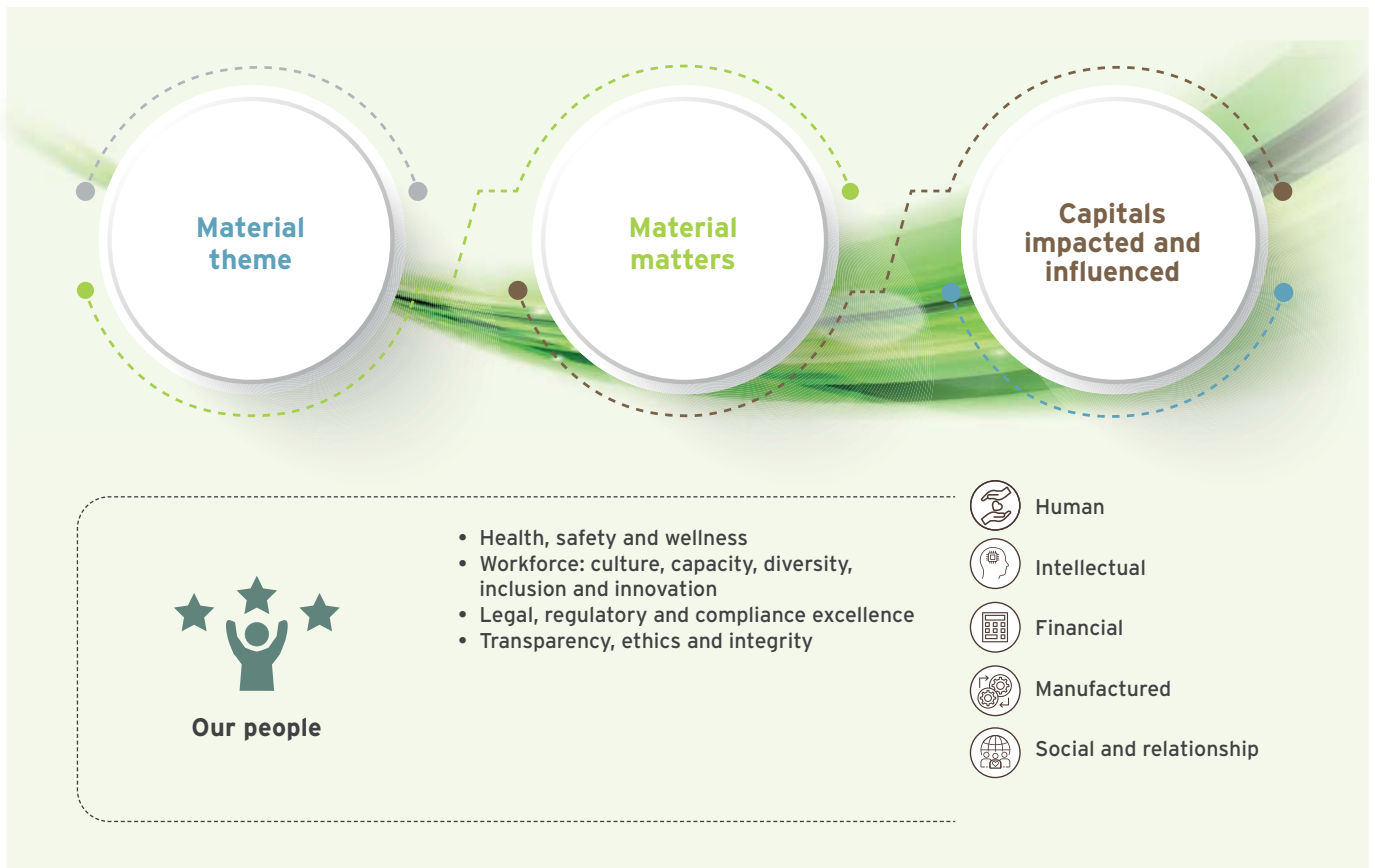 Material
theme
Material
matters
Capitals
impacted and
influenced
Our people
• Health, safety and wellness
• Workforce: culture, capacity, diversity,
inclusion and innovation
• Legal, regulatory and compliance excellence
• Transparency, ethics and integrity
Human
Intellectual
Financial
Manufactured
Social and relationship